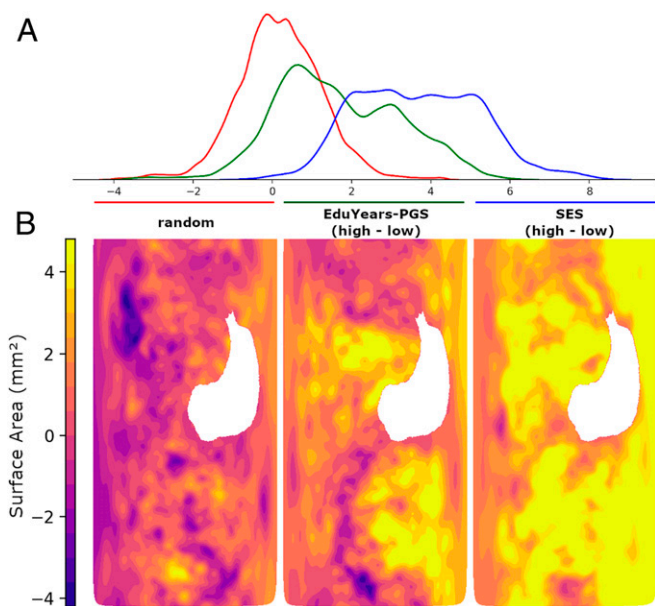 A
−4 −2 0 2 4 6 8
random
EduYears-PGS
(high - low)
SES
(high - low)
B
4
2
0
−2
−4
Surface Area (mm²)